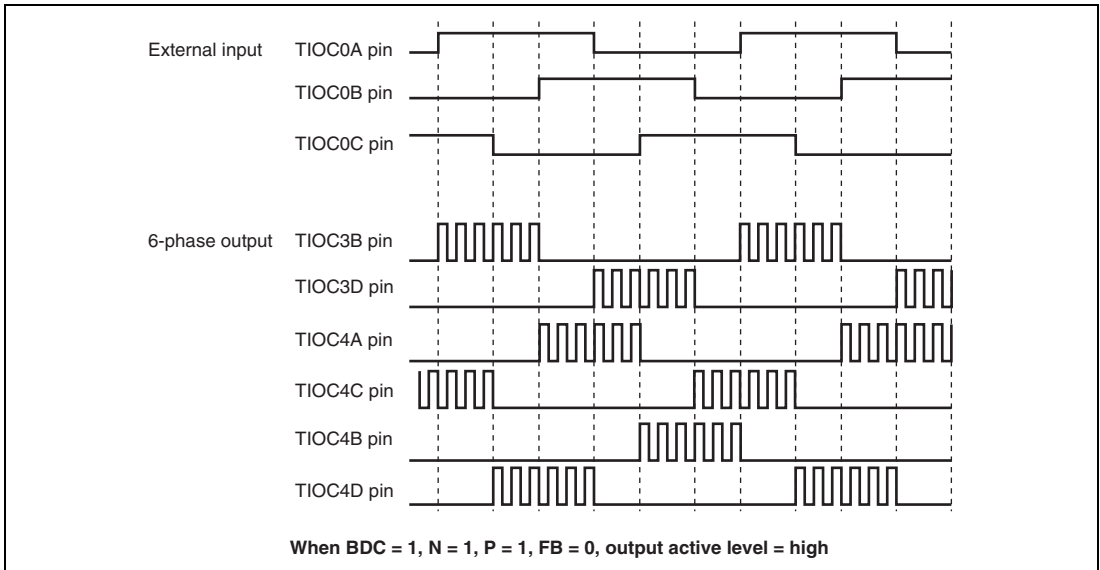 External input TIOC0A pin
TIOC0B pin
TIOC0C pin
6-phase output TIOC3B pin
TIOC3D pin
TIOC4A pin
TIOC4C pin
TIOC4B pin
TIOC4D pin
When BDC = 1, N = 1, P = 1, FB = 0, output active level = high